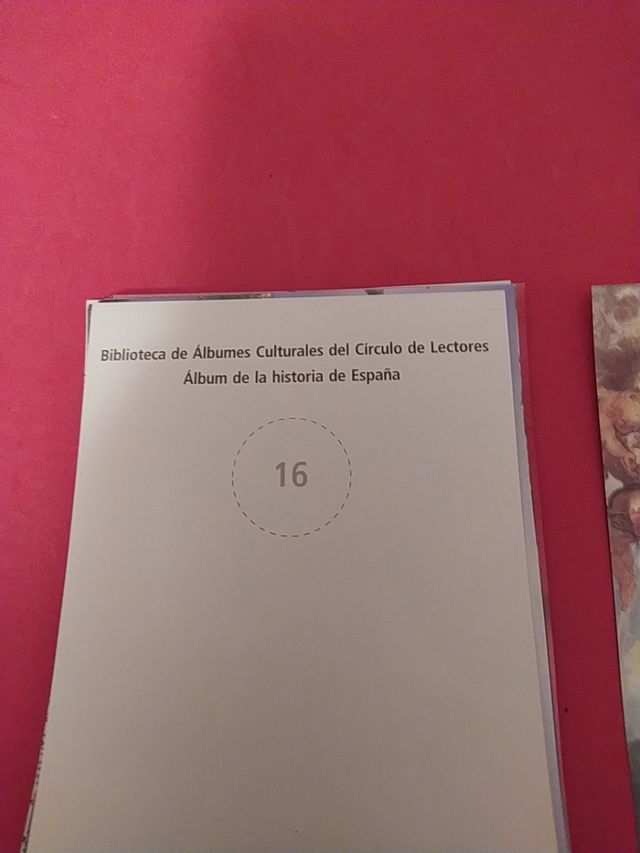 Biblioteca de Álbumes Culturales del Círculo de Lectores
Álbum de la historia de España
16